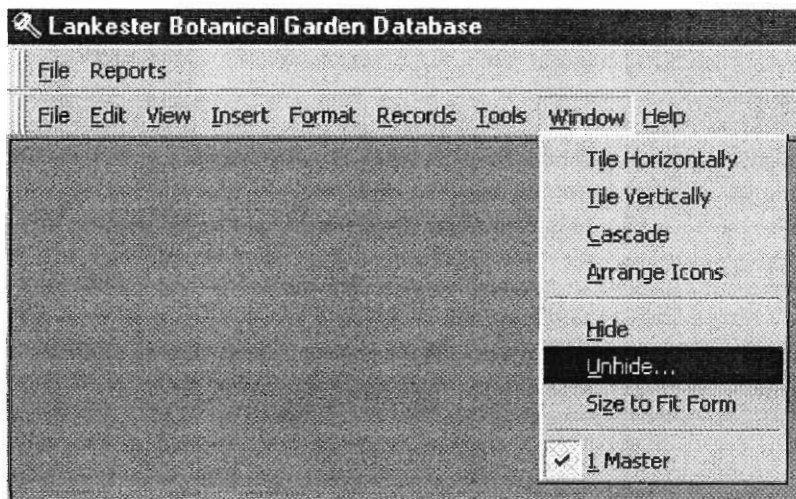 Lankester Botanical Garden Database
File Reports
File Edit View Insert Format Records Tools Window Help
Tile Horizontally
Tile Vertically
Cascade
Arrange Icons
Hide
Unhide...
Size to Fit Form
1 Master